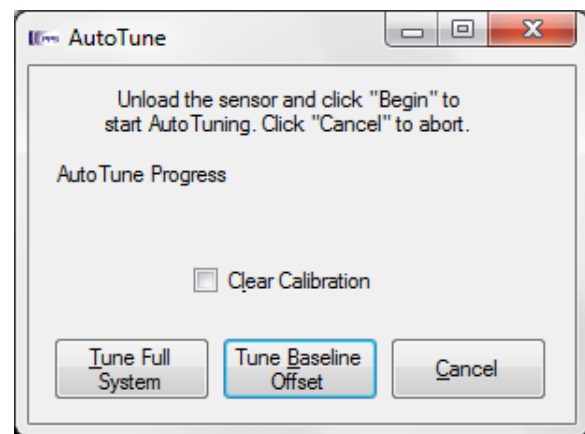 AutoTune
Unload the sensor and click "Begin" to
start AutoTuning. Click "Cancel" to abort.
AutoTune Progress
Clear Calibration
Tune Full
System
Tune Baseline
Offset
Cancel